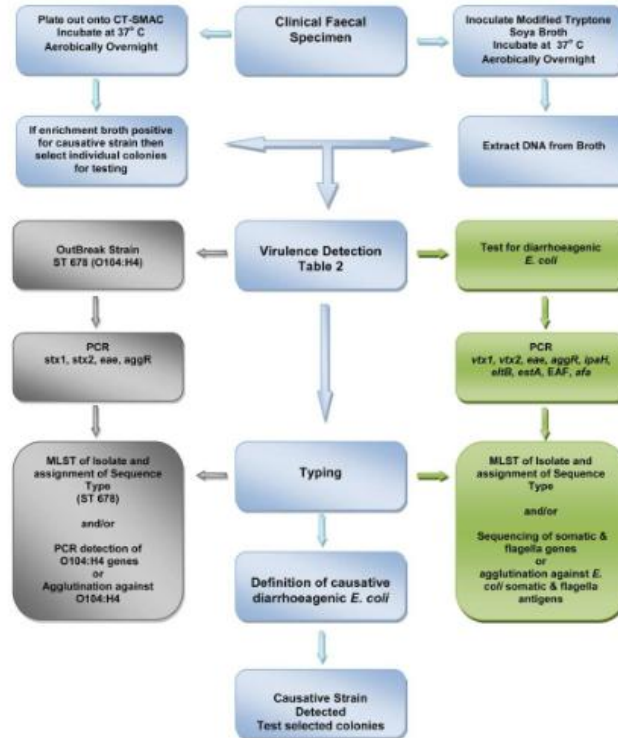 Plate out onto CT-SMAC
Incubate at 37° C
Aerobically Overnight
Clinical Faecal
Specimen
Inoculate Modified Tryptone
Soya Broth
Incubate at 37° C
Aerobically Overnight
If enrichment broth positive
for causative strain then
select individual colonies
for testing
Extract DNA from Broth
OutBreak Strain
ST 678 (O104:H4)
Virulence Detection
Table 2
Test for diarrhoeagenic
E. coli
PCR
stx1, stx2, eae, aggR
PCR
vtx1, vtx2, eae, aggR, ipaH,
eltB, estA, EAF, afa
MLST of Isolate and
assignment of Sequence
Type
(ST 678)
and/or
PCR detection of
O104:H4 genes
or
Agglutination against
O104:H4
Typing
MLST of Isolate and
assignment of Sequence
Type
and/or
Sequencing of somatic &
flagella genes
or
agglutination against E.
coli somatic & flagella
antigens
Definition of causative
diarrhoeagenic E. coli
Causative Strain
Detected
Test selected colonies